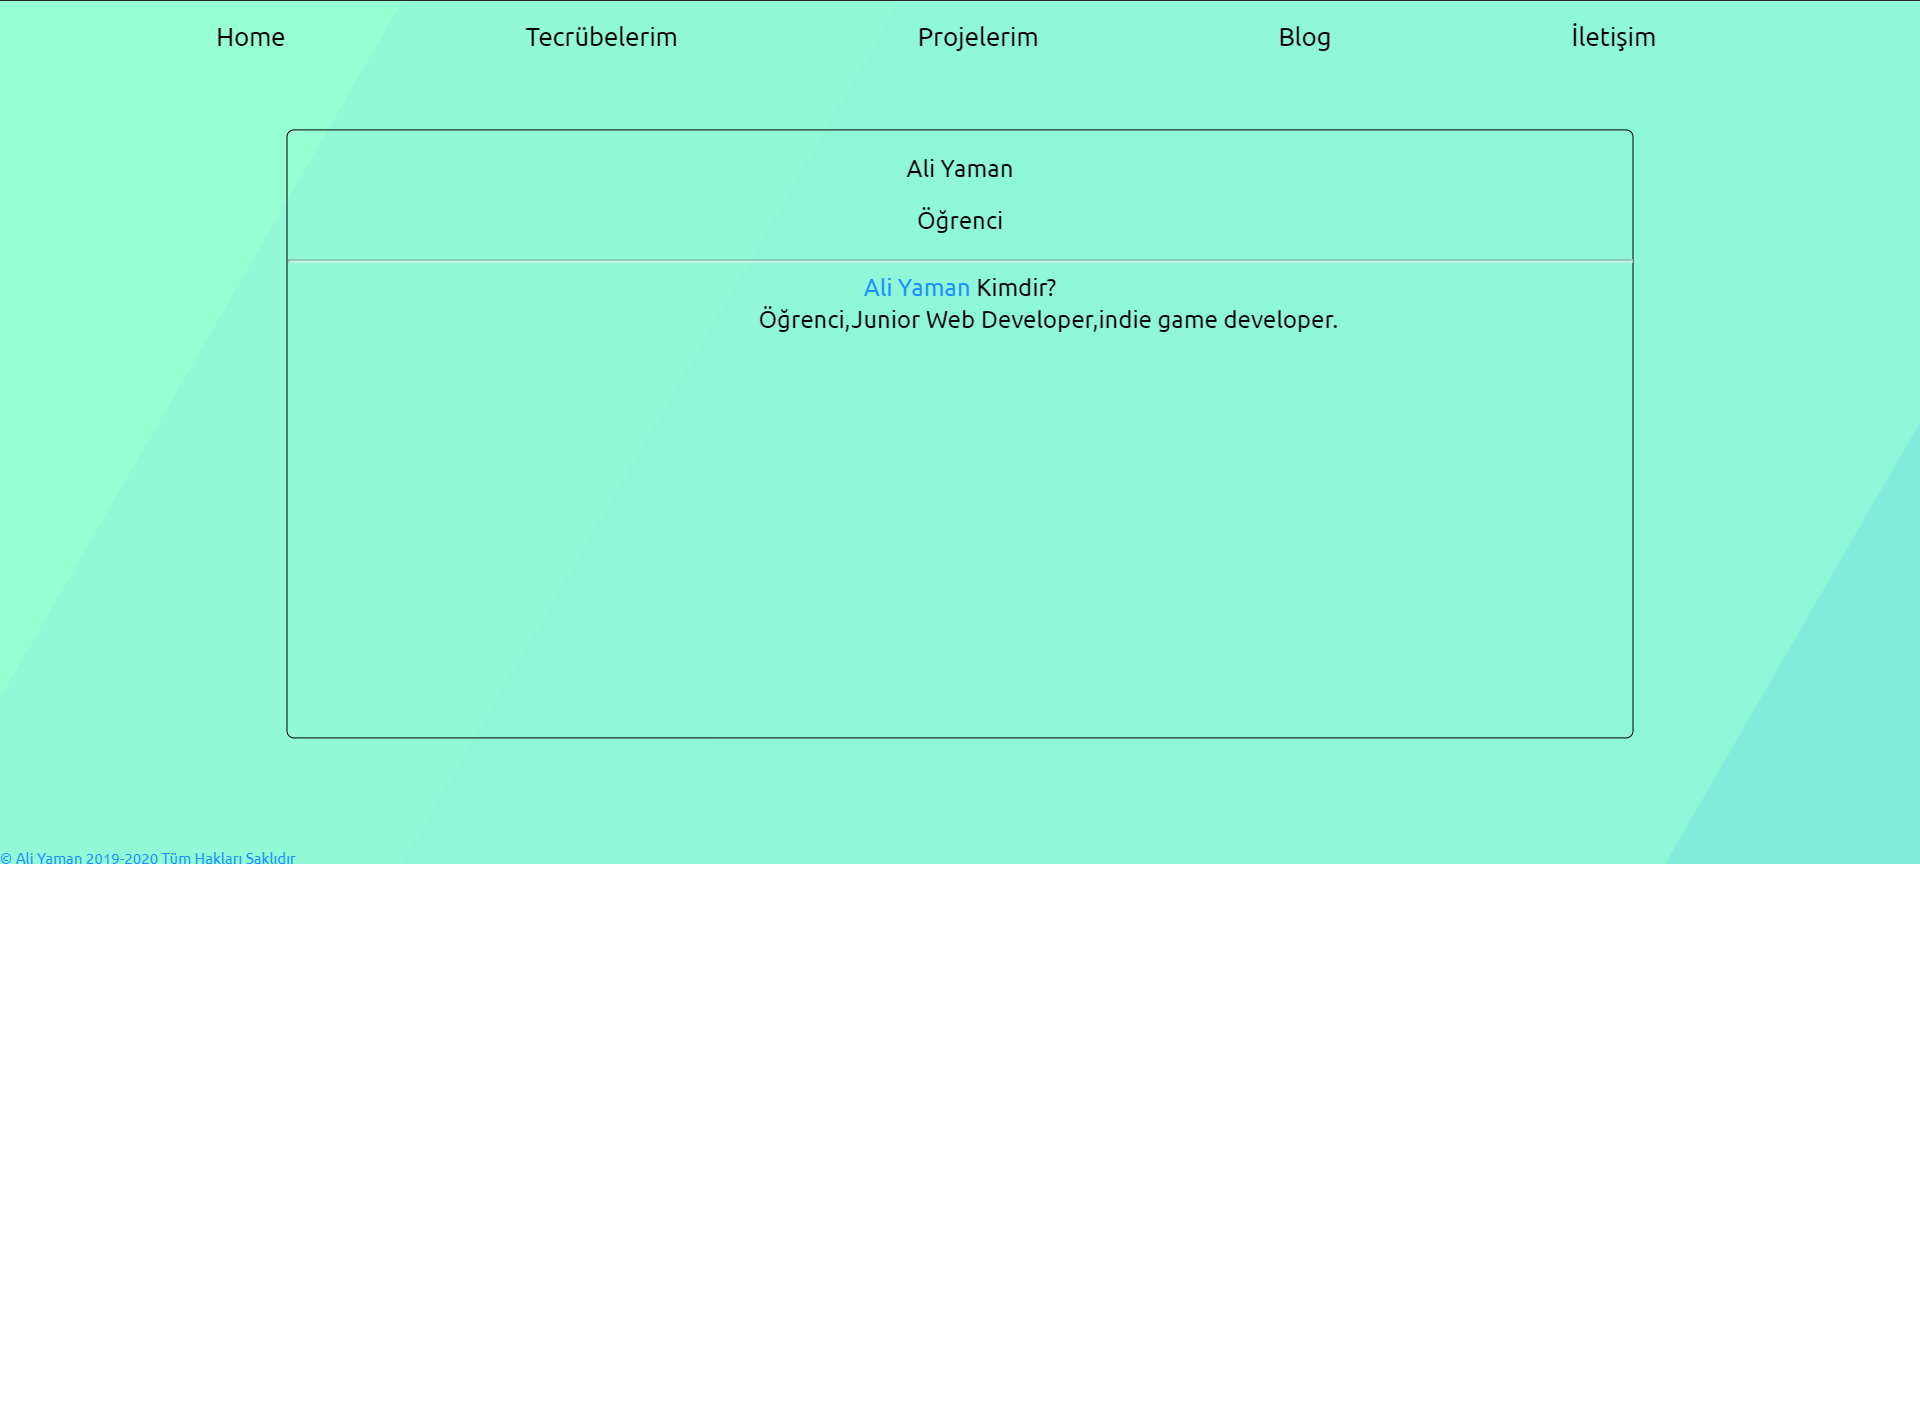 Home Tecrübelerim Projelerim Blog İletişim
Ali Yaman
Öğrenci
Ali Yaman Kimdir?
Öğrenci,Junior Web Developer,indie game developer.
© Ali Yaman 2019-2020 Tüm Hakları Saklıdır